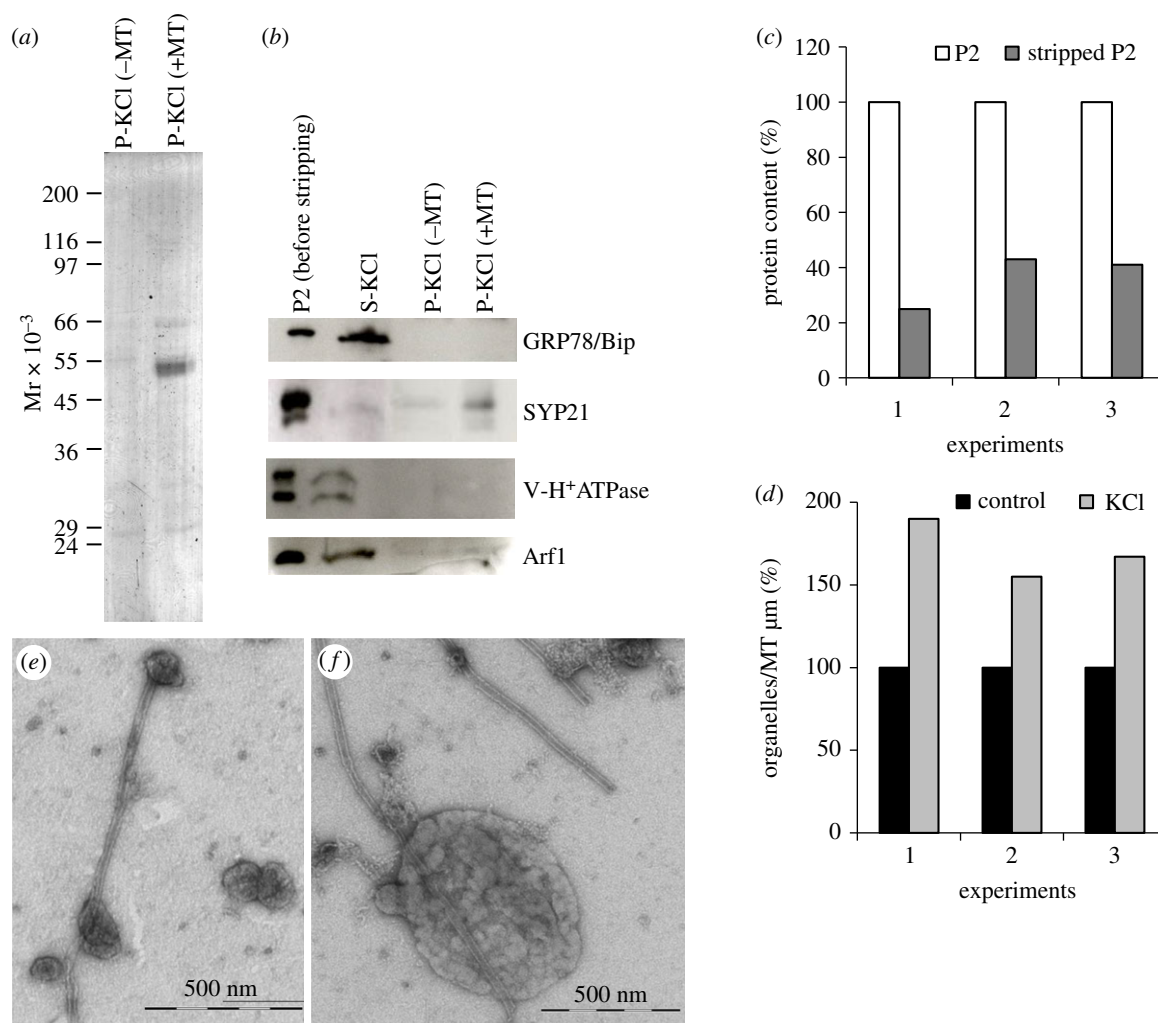 (a)
P-KCl (–MT)
P-KCl (+MT)
200
116
97
66
55
45
36
29
24
Mr × 10⁻³
(b)
P2 (before stripping)
S-KCl
P-KCl (–MT)
P-KCl (+MT)
GRP78/Bip
SYP21
V-H⁺ATPase
Arf1
(c)
P2 stripped P2
120
100
80
60
40
20
0
protein content (%)
1 2 3
experiments
(d)
control KCl
200
150
100
50
0
organelles/MT µm (%)
1 2 3
experiments
(e)
500 nm
(f)
500 nm